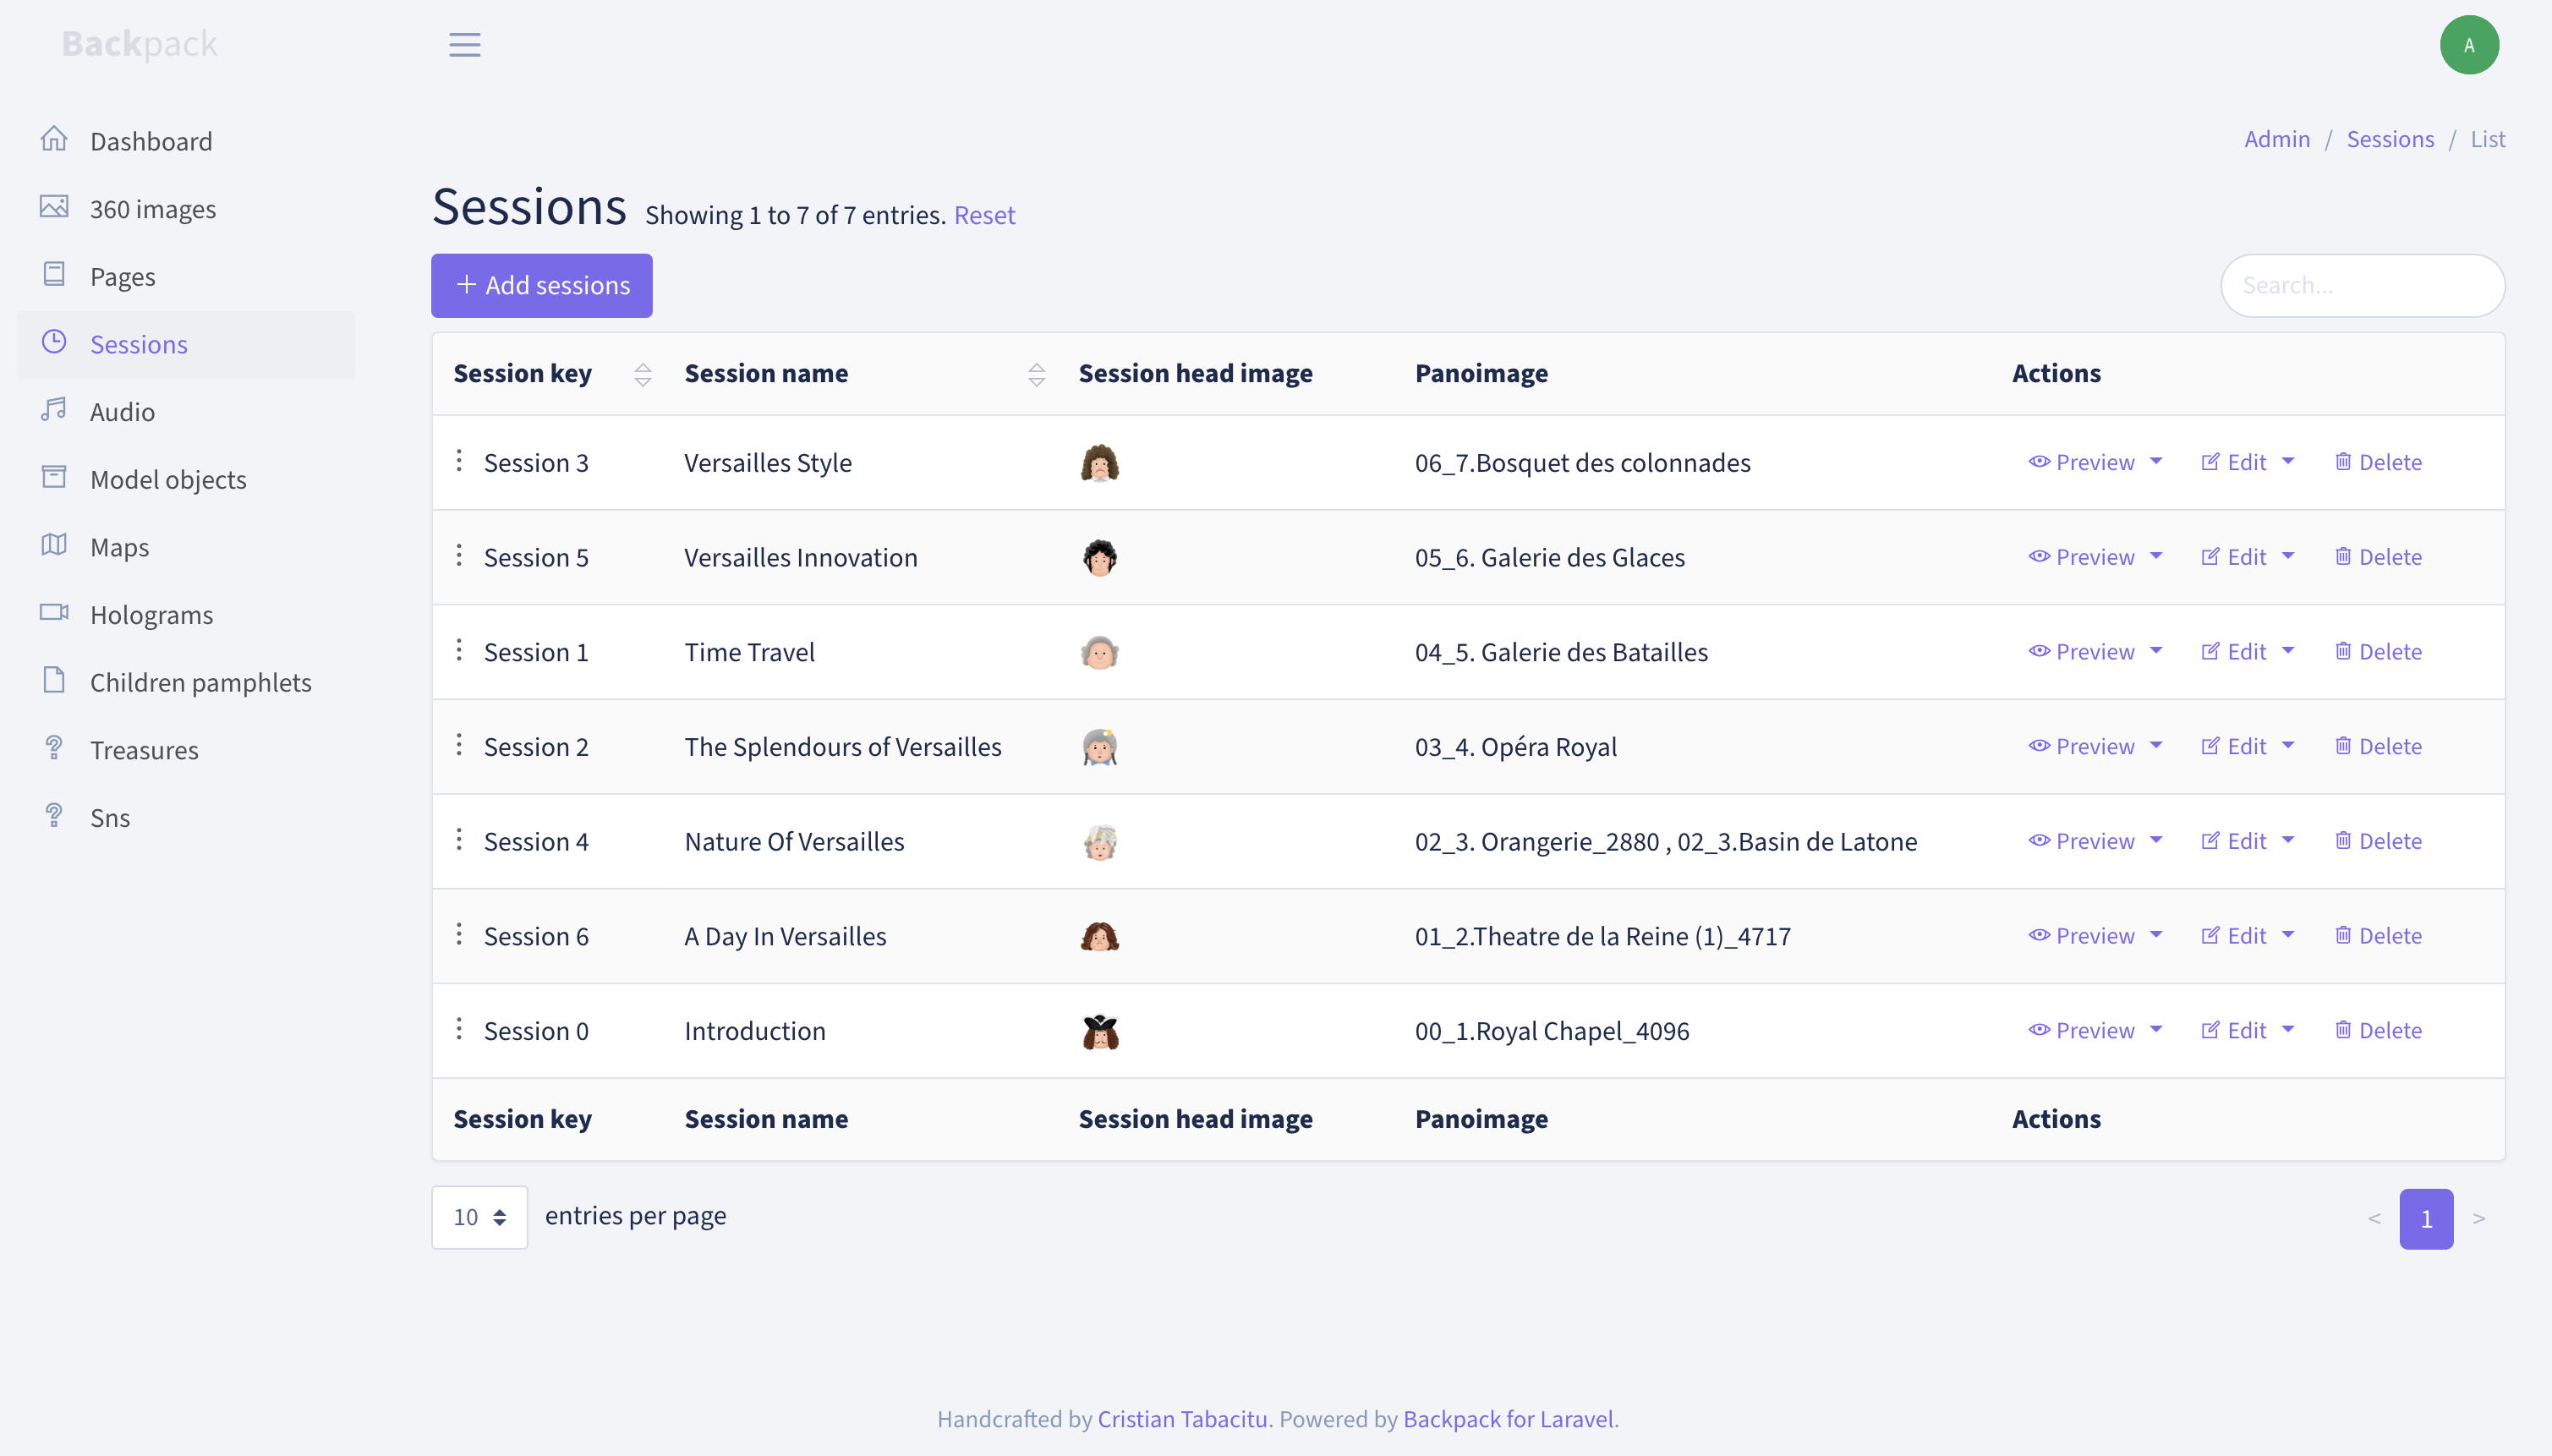 Backpack
A
Dashboard
360 images
Pages
Sessions
Audio
Model objects
Maps
Holograms
Children pamphlets
Treasures
Sns
Admin / Sessions / List
Sessions Showing 1 to 7 of 7 entries. Reset
Add sessions
Search...
Session key Session name Session head image Panoimage Actions
Session 3 Versailles Style 06_7.Bosquet des colonnades Preview Edit Delete
Session 5 Versailles Innovation 05_6. Galerie des Glaces Preview Edit Delete
Session 1 Time Travel 04_5. Galerie des Batailles Preview Edit Delete
Session 2 The Splendours of Versailles 03_4. Opéra Royal Preview Edit Delete
Session 4 Nature Of Versailles 02_3. Orangerie_2880 , 02_3.Basin de Latone Preview Edit Delete
Session 6 A Day In Versailles 01_2.Theatre de la Reine (1)_4717 Preview Edit Delete
Session 0 Introduction 00_1.Royal Chapel_4096 Preview Edit Delete
Session key Session name Session head image Panoimage Actions
10 entries per page
< 1 >
Handcrafted by Cristian Tabacitu. Powered by Backpack for Laravel.